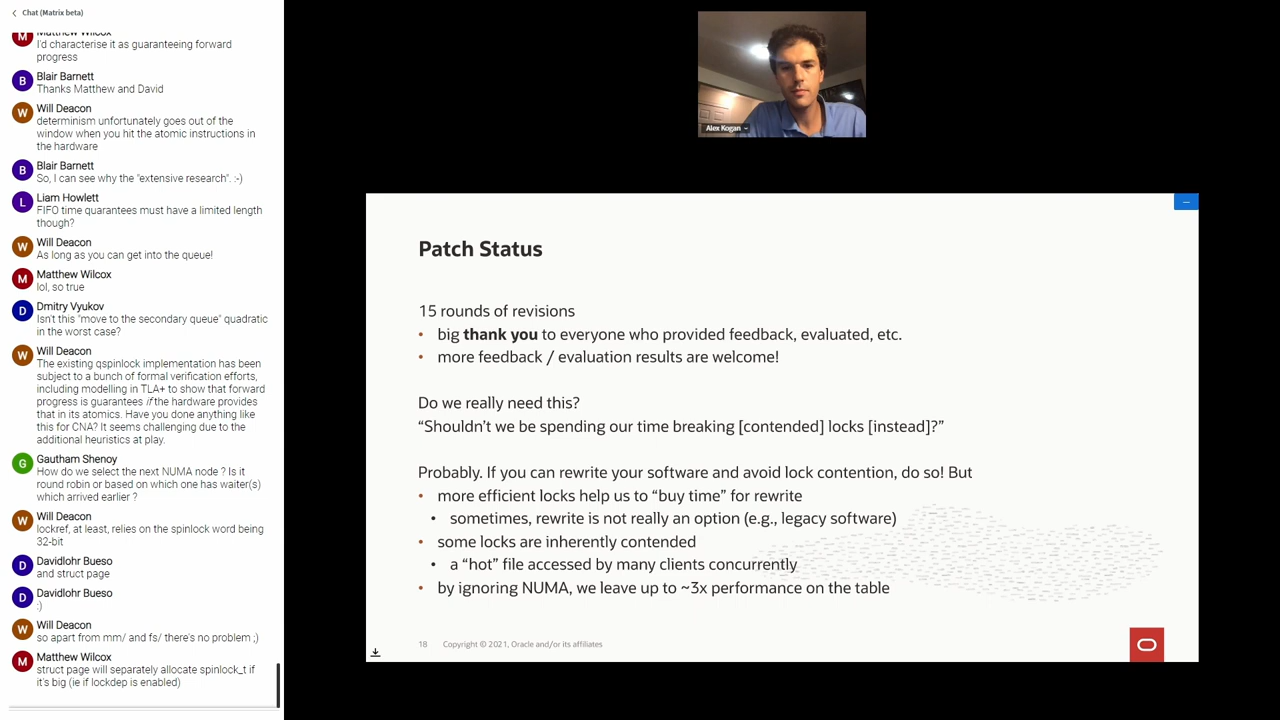 Chat (Matrix beta)
Matthew Wilcox
I'd characterise it as guaranteeing forward
progress
B
Blair Barnett
Thanks Matthew and David
W
Will Deacon
determinism unfortunately goes out of the
window when you hit the atomic instructions in
the hardware
B
Blair Barnett
So, I can see why the "extensive research". :-)
L
Liam Howlett
FIFO time quarantees must have a limited length
though?
W
Will Deacon
As long as you can get into the queue!
M
Matthew Wilcox
lol, so true
D
Dmitry Vyukov
Isn't this "move to the secondary queue" quadratic
in the worst case?
W
Will Deacon
The existing qspinlock implementation has been
subject to a bunch of formal verification efforts,
including modelling in TLA+ to show that forward
progress is guarantees if the hardware provides
that in its atomics. Have you done anything like
this for CNA? It seems challenging due to the
additional heuristics at play.
G
Gautham Shenoy
How do we select the next NUMA node ? Is it
round robin or based on which one has waiter(s)
which arrived earlier ?
W
Will Deacon
lockref, at least, relies on the spinlock word being
32-bit
D
Davidlohr Bueso
and struct page
D
Davidlohr Bueso
:)
W
Will Deacon
so apart from mm/ and fs/ there's no problem ;)
M
Matthew Wilcox
struct page will separately allocate spinlock_t if
it's big (ie if lockdep is enabled)
Alex Kogan
Patch Status
15 rounds of revisions
• big thank you to everyone who provided feedback, evaluated, etc.
• more feedback / evaluation results are welcome!
Do we really need this?
“Shouldn't we be spending our time breaking [contended] locks [instead]?”
Probably. If you can rewrite your software and avoid lock contention, do so! But
• more efficient locks help us to “buy time” for rewrite
• sometimes, rewrite is not really an option (e.g., legacy software)
• some locks are inherently contended
• a “hot” file accessed by many clients concurrently
• by ignoring NUMA, we leave up to ~3x performance on the table
18 Copyright © 2021, Oracle and/or its affiliates